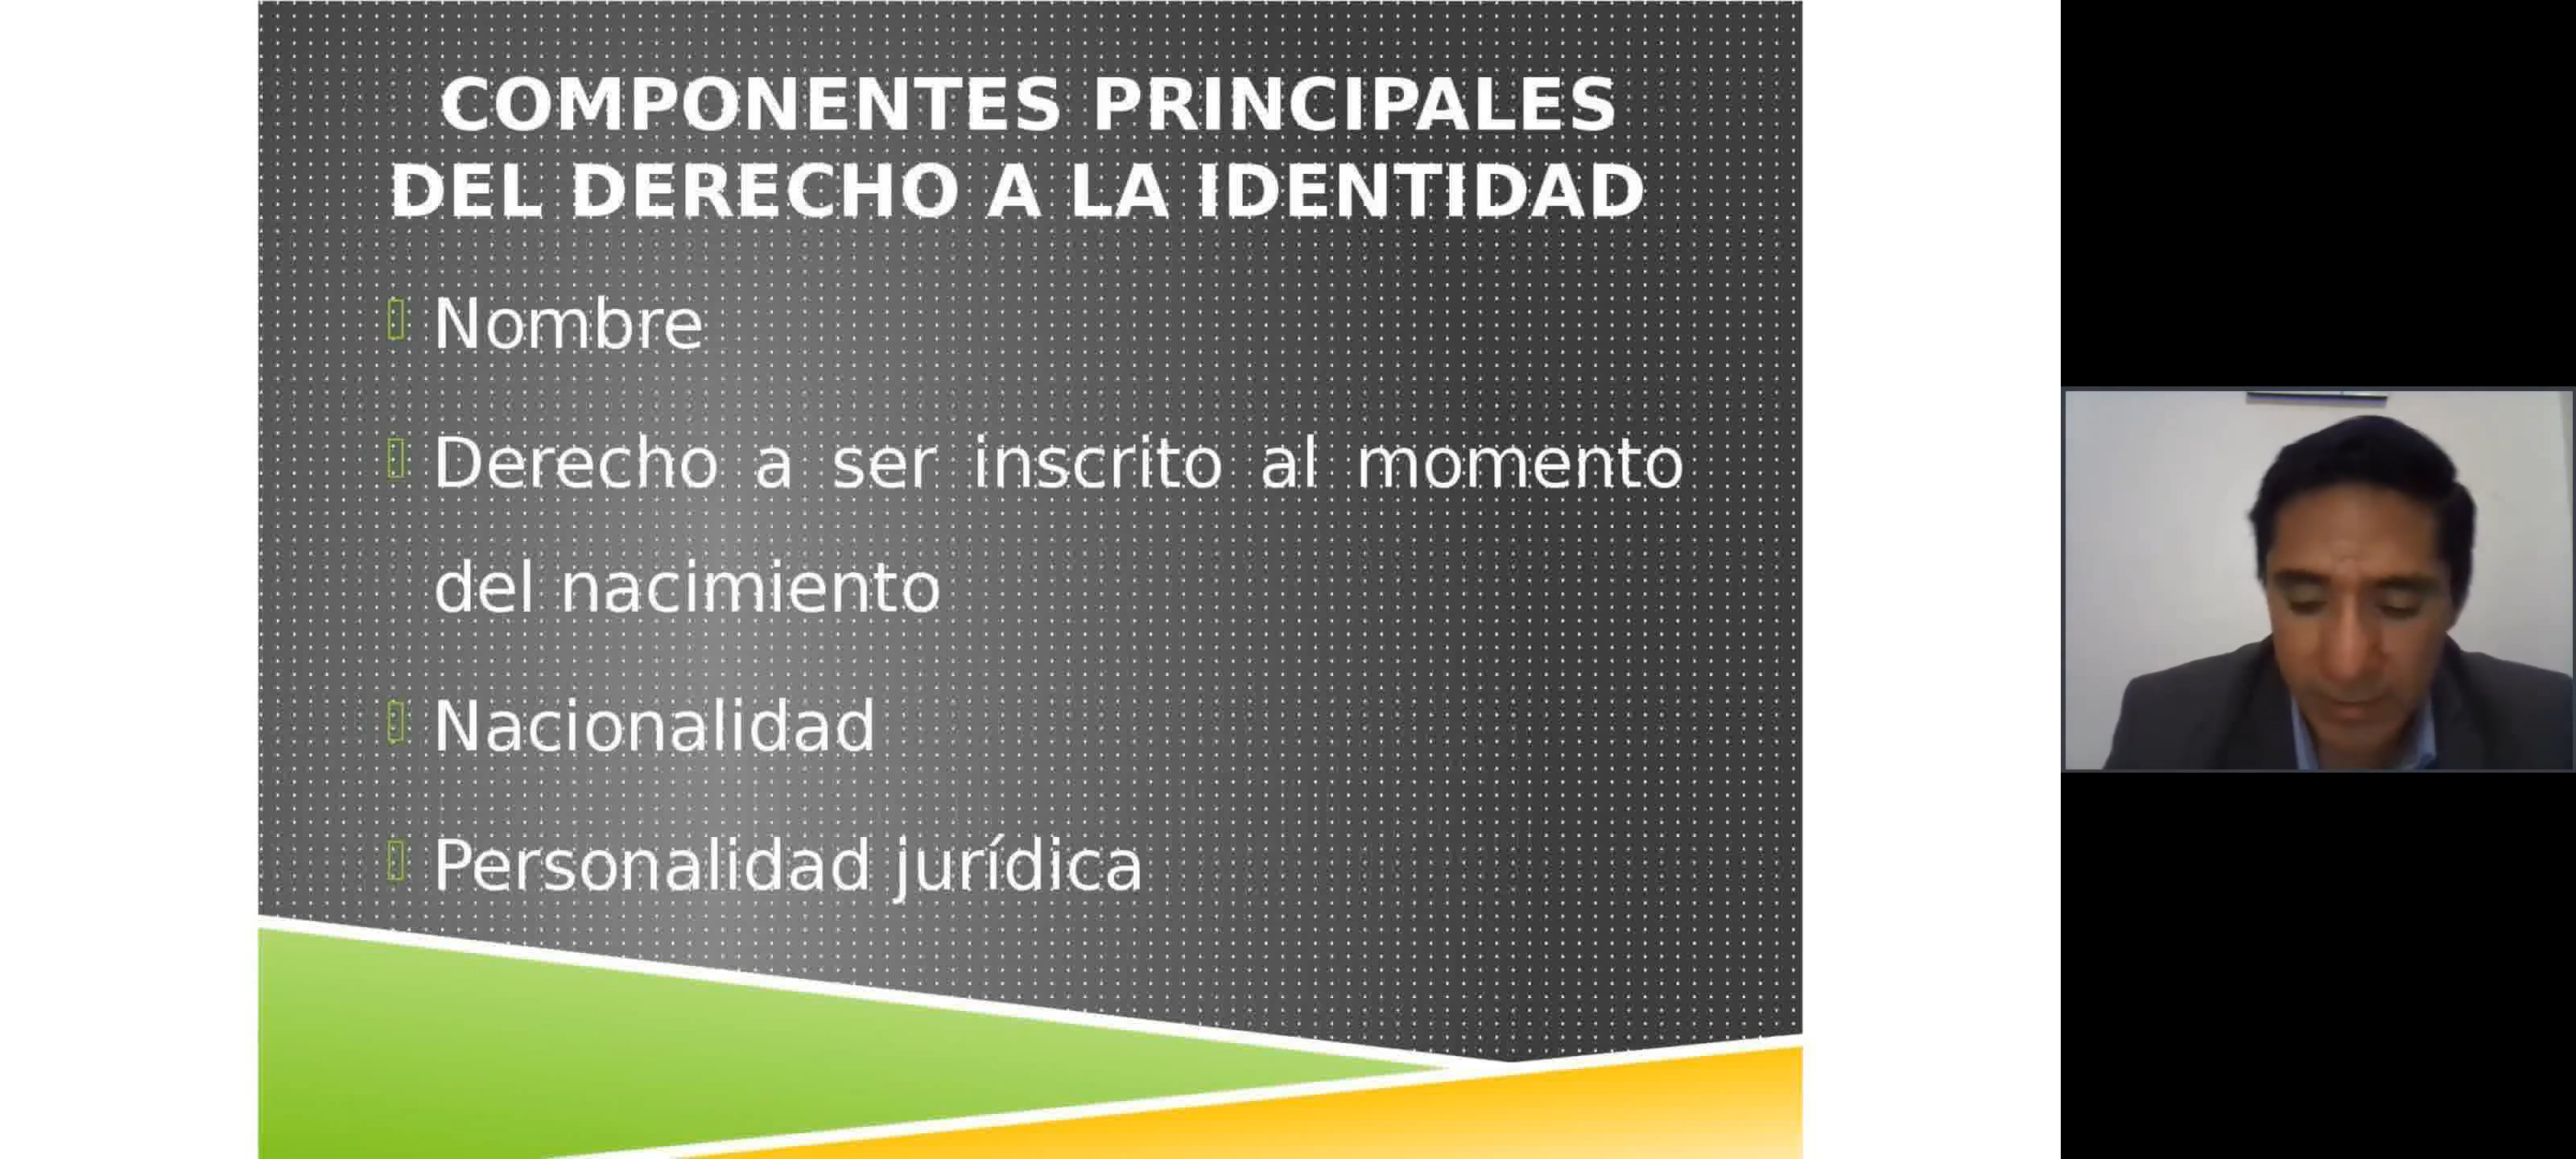 COMPONENTES PRINCIPALES
DEL DERECHO A LA IDENTIDAD
Nombre
Derecho a ser inscrito al momento
del nacimiento
Nacionalidad
Personalidad jurídica